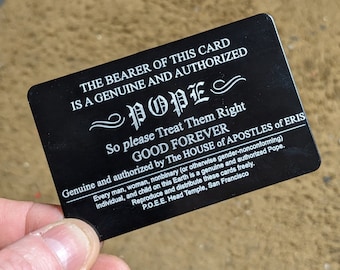 THE BEARER OF THIS CARD
IS A GENUINE AND AUTHORIZED
POPE
So please Treat Them Right
GOOD FOREVER
Genuine and authorized by The HOUSE of APOSTLES of ERIS
Every man, woman, nonbinary (or otherwise gender-nonconforming)
individual, and child on this Earth is a genuine and authorized Pope.
Reproduce and distribute these cards freely.
P.O.E.E. Head Temple, San Francisco